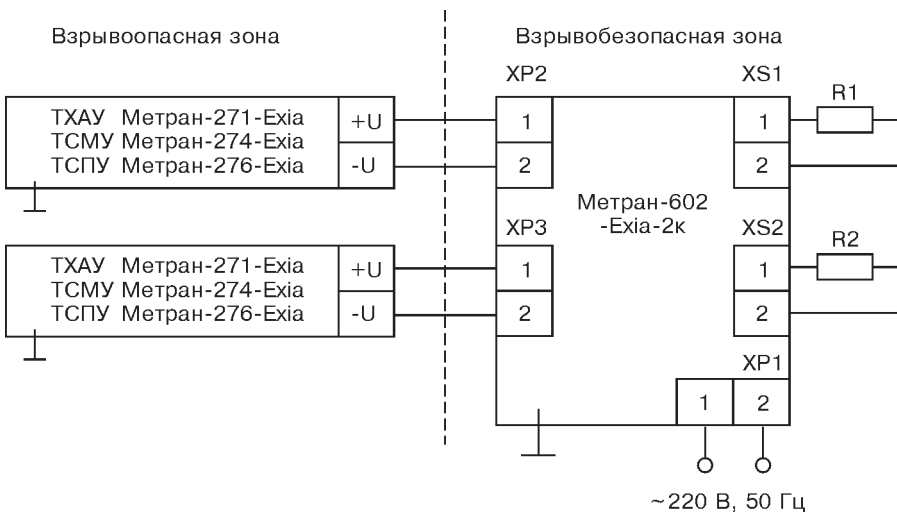 Взрывоопасная зона
Взрывобезопасная зона
XP2
XS1
R1
ТХАУ Метран-271-Exia
ТСМУ Метран-274-Exia
ТСПУ Метран-276-Exia
+U
-U
1
2
1
2
Метран-602
-Exia-2к
XP3
XS2
R2
ТХАУ Метран-271-Exia
ТСМУ Метран-274-Exia
ТСПУ Метран-276-Exia
+U
-U
1
2
1
2
XP1
1
2
~220 В, 50 Гц